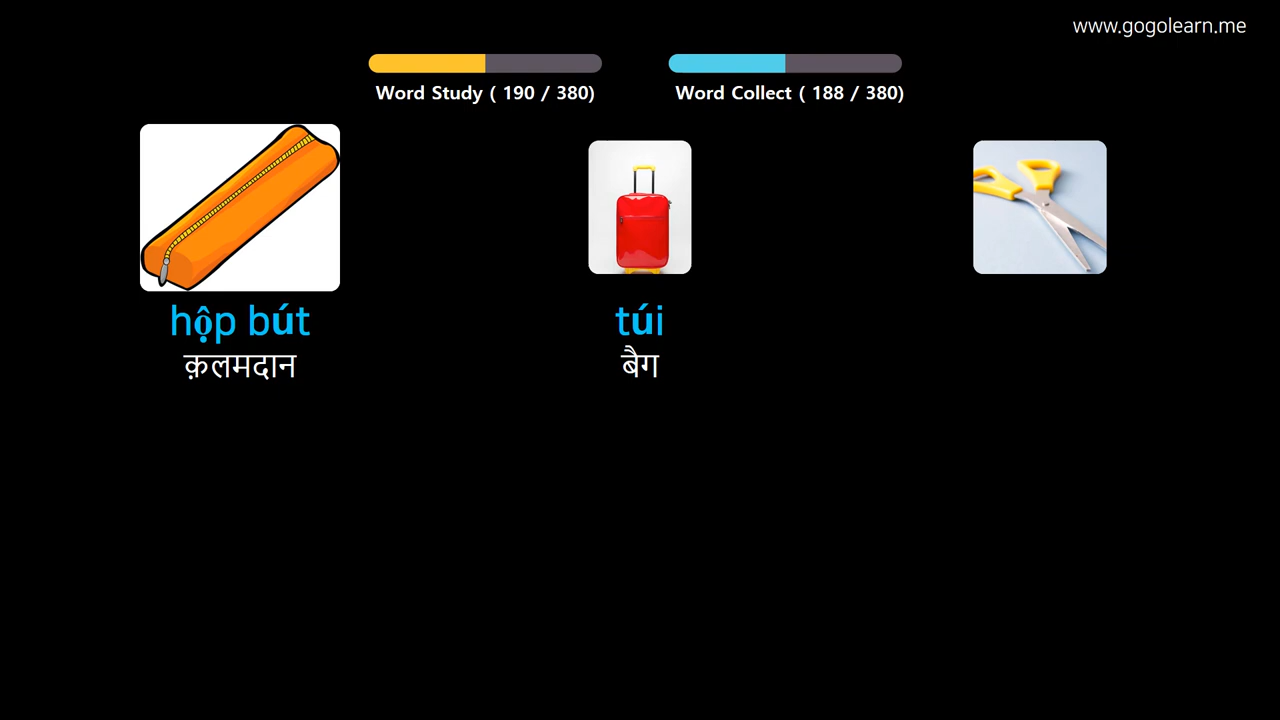 www.gogolearn.me
Word Study ( 190 / 380)
Word Collect ( 188 / 380)
hộp bút
túi
क़लमदान
बैग